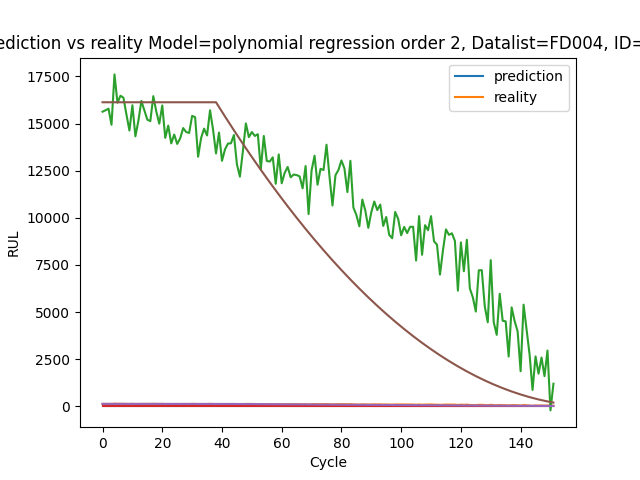 ediction vs reality Model=polynomial regression order 2, Datalist=FD004, ID=
prediction
reality
17500
15000
12500
10000
7500
5000
2500
0
RUL
0 20 40 60 80 100 120 140
Cycle